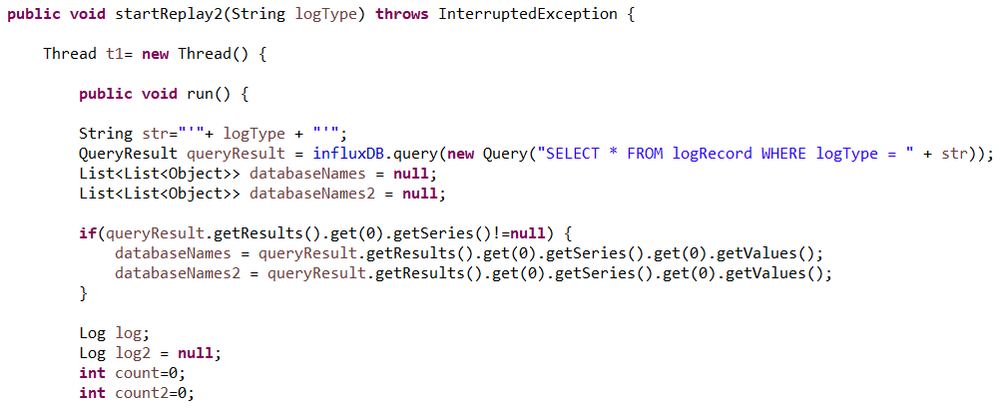 public void startReplay2(String logType) throws InterruptedException {
Thread t1= new Thread() {
public void run() {
String str="'"+ logType + "'";
QueryResult queryResult = influxDB.query(new Query("SELECT * FROM logRecord WHERE logType = " + str));
List<List<Object>> databaseNames = null;
List<List<Object>> databaseNames2 = null;
if(queryResult.getResults().get(0).getSeries()!=null) {
databaseNames = queryResult.getResults().get(0).getSeries().get(0).getValues();
databaseNames2 = queryResult.getResults().get(0).getSeries().get(0).getValues();
}
Log log;
Log log2 = null;
int count=0;
int count2=0;